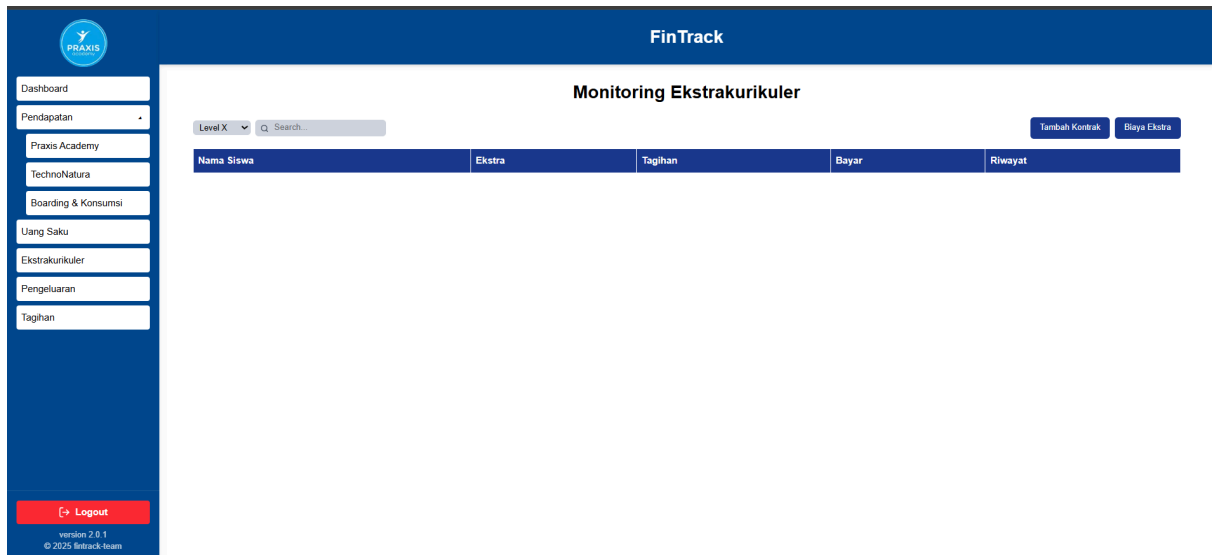 PRAXIS
academy
FinTrack
Dashboard
Pendapatan
Praxis Academy
TechnoNatura
Boarding & Konsumsi
Uang Saku
Ekstrakurikuler
Pengeluaran
Tagihan
Logout
version 2.0.1
© 2025 fintrack-team
Monitoring Ekstrakurikuler
Level X Search... Tambah Kontrak Biaya Ekstra
Nama Siswa Ekstra Tagihan Bayar Riwayat